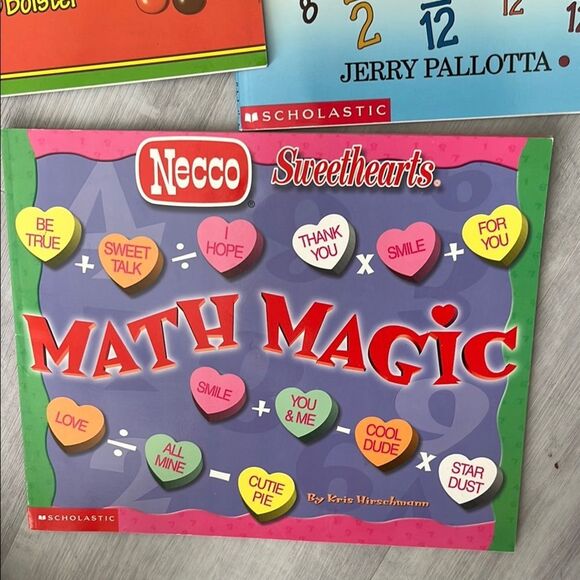 Bolster
8
2
12
12
JERRY PALLOTTA •
SCHOLASTIC
Necco®
Sweethearts®
BE
TRUE
+
SWEET
TALK
÷
I
HOPE
THANK
YOU
x
SMILE
+
FOR
YOU
MATH MAGIC
LOVE
÷
ALL
MINE
–
CUTIE
PIE
SMILE
+
YOU
& ME
–
COOL
DUDE
x
STAR
DUST
By Kris Hirschmann
SCHOLASTIC